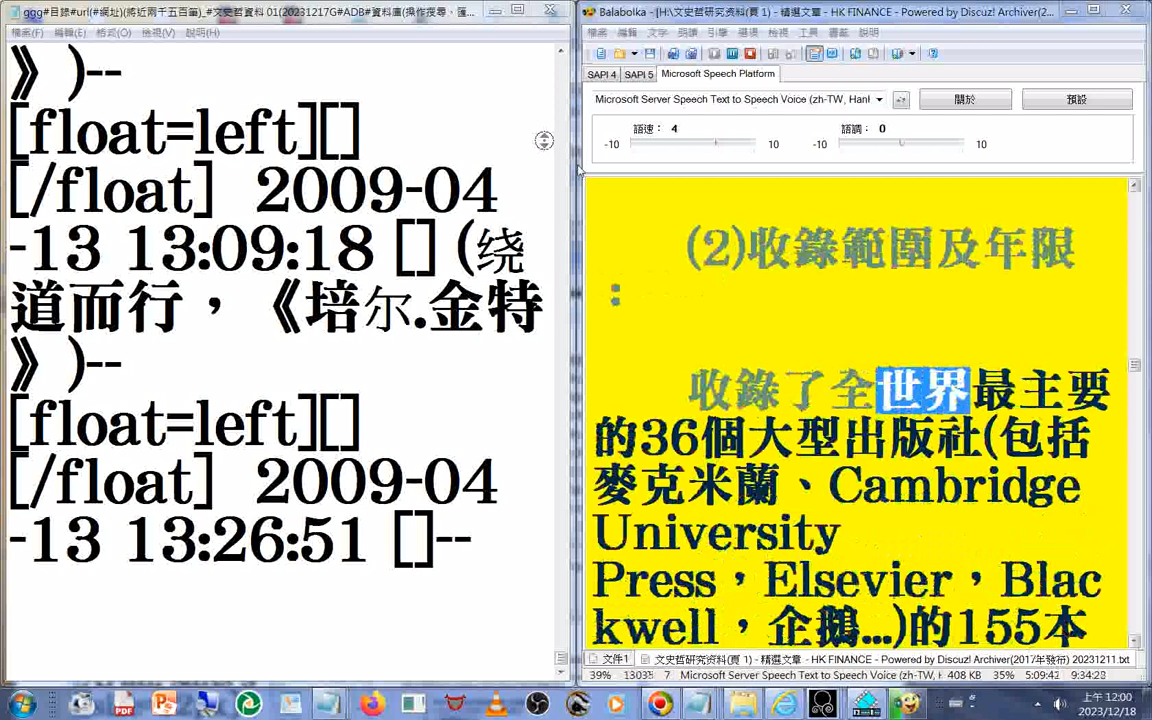 ggg#目錄#url(#網址)(將近兩千五百筆)_#文史哲資料 01(20231217G#ADB#資料庫(操作搜尋，匯...
檔案(F) 編輯(E) 格式(O) 檢視(V) 說明(H)
》)--
[float=left][]
[/float] 2009-04
-13 13:09:18 [] (绕
道而行，《培尔.金特
》)--
[float=left][]
[/float] 2009-04
-13 13:26:51 []--
Balabolka - [H:\文史哲研究资料(頁 1) - 精選文章 - HK FINANCE - Powered by Discuz! Archiver(2...
檔案 編輯 文字 剪貼 引擎 選項 檢視 工具 書籤 說明
SAPI 4 SAPI 5 Microsoft Speech Platform
Microsoft Server Speech Text to Speech Voice (zh-TW, Hanl
關於 預設
語速： 4 語調： 0
-10 10 -10 10
(2)收錄範圍及年限
：
收錄了全世界最主要
的36個大型出版社(包括
麥克米蘭、Cambridge
University
Press，Elsevier，Blac
kwell，企鵝...)的155本
文件1 文史哲研究资料(頁 1) - 精選文章 - HK FINANCE - Powered by Discuz! Archiver(2017年發布) 20231211.txt
39% 7 Microsoft Server Speech Text to Speech Voice (zh-TW, H 408 KB 35% 5:09:42 9:34:28
上午 12:00
2023/12/18